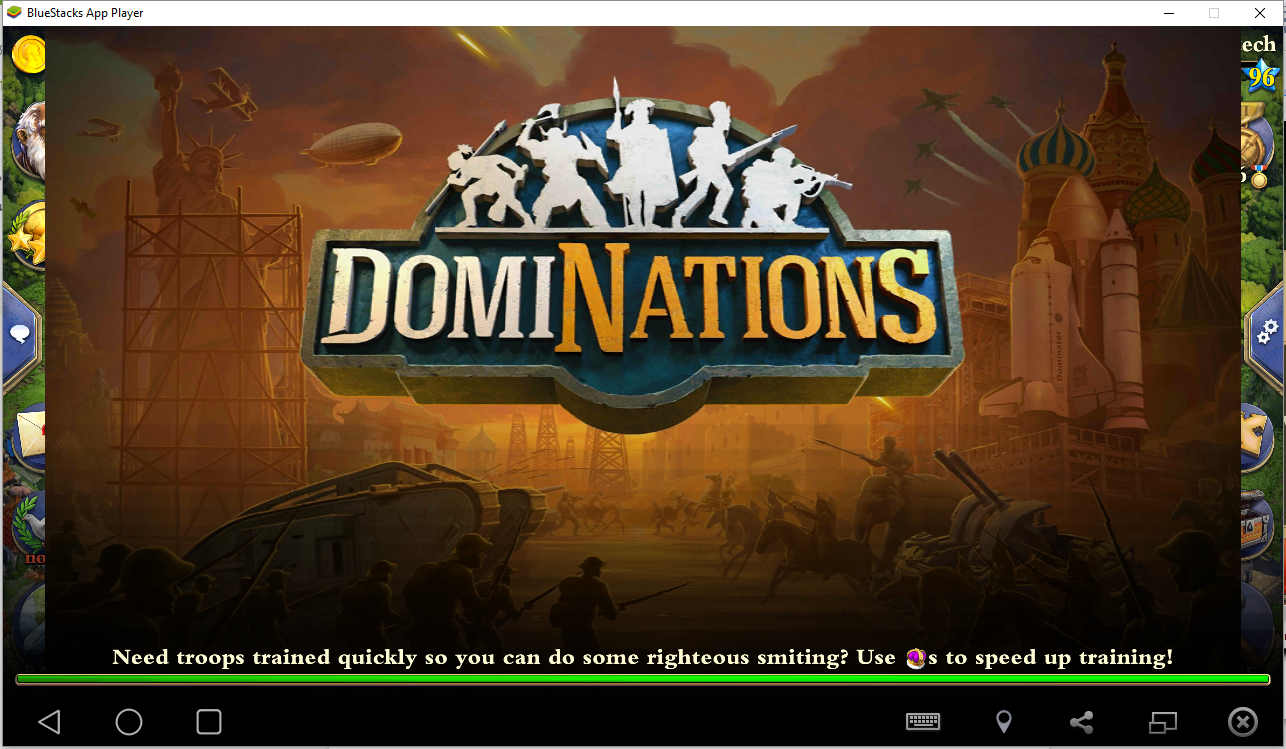 BlueStacks App Player
ech
96
DOMINATIONS
Dominator
Need troops trained quickly so you can do some righteous smiting? Use s to speed up training!
no